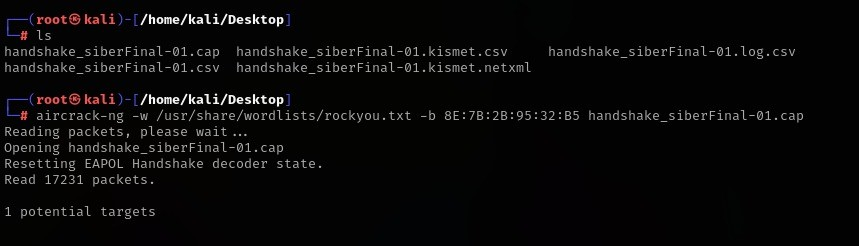 ┌──(root㉿kali)-[/home/kali/Desktop]
└─# ls
handshake_siberFinal-01.cap  handshake_siberFinal-01.kismet.csv     handshake_siberFinal-01.log.csv
handshake_siberFinal-01.csv  handshake_siberFinal-01.kismet.netxml
┌──(root㉿kali)-[/home/kali/Desktop]
└─# aircrack-ng -w /usr/share/wordlists/rockyou.txt -b 8E:7B:2B:95:32:B5 handshake_siberFinal-01.cap
Reading packets, please wait...
Opening handshake_siberFinal-01.cap
Resetting EAPOL Handshake decoder state.
Read 17231 packets.
1 potential targets